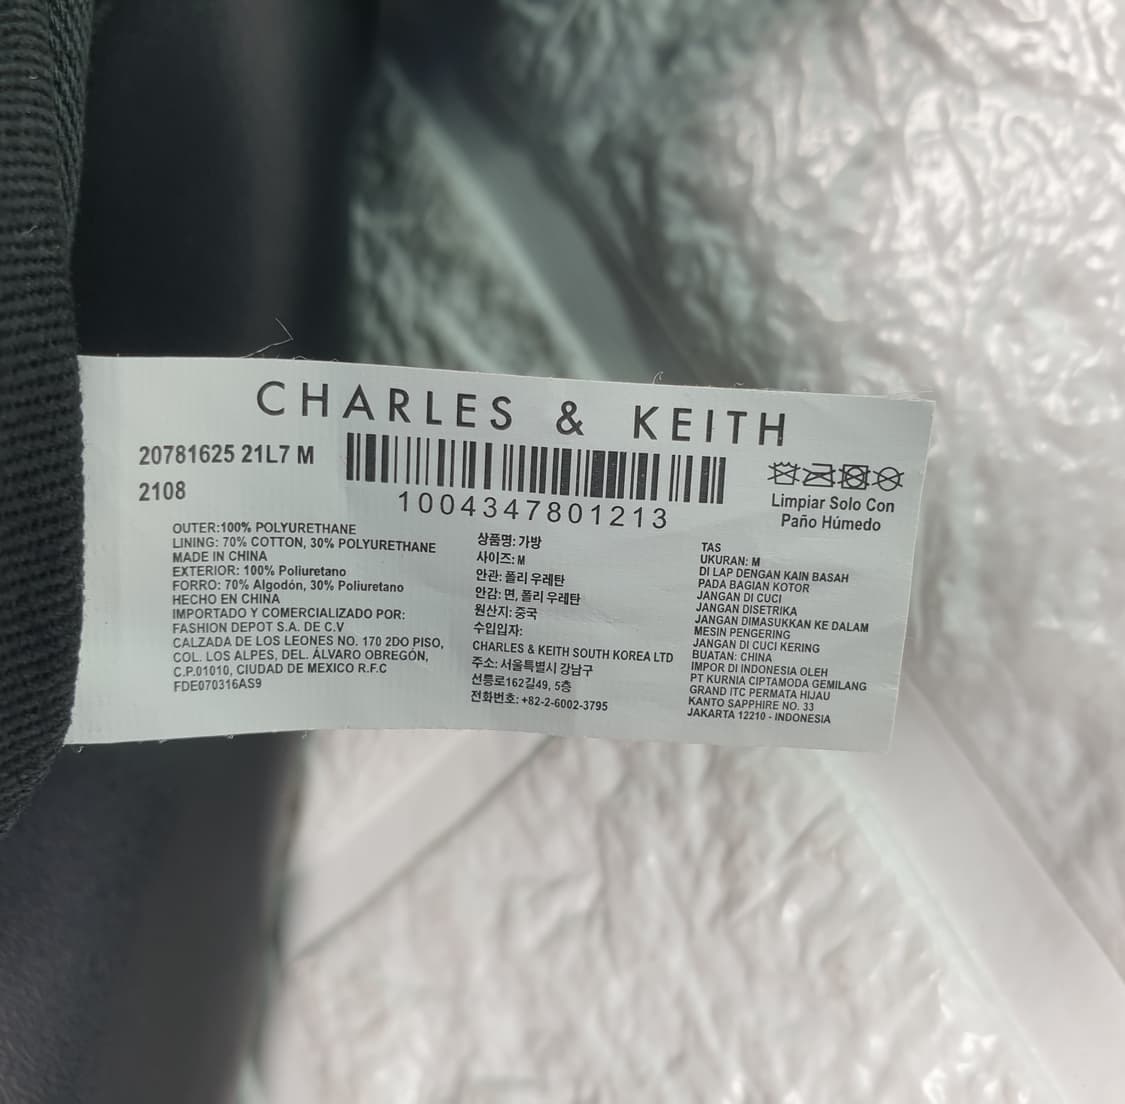 CHARLES & KEITH
20781625 21L7 M
2108
1004347801213
Limpiar Solo Con
Paño Húmedo
OUTER:100% POLYURETHANE
LINING: 70% COTTON, 30% POLYURETHANE
MADE IN CHINA
EXTERIOR: 100% Poliuretano
FORRO: 70% Algodón, 30% Poliuretano
HECHO EN CHINA
IMPORTADO Y COMERCIALIZADO POR:
FASHION DEPOT S.A. DE C.V
CALZADA DE LOS LEONES NO. 170 2DO PISO,
COL. LOS ALPES, DEL. ÁLVARO OBREGÓN,
C.P.01010, CIUDAD DE MEXICO R.F.C
FDE070316AS9
상품명: 가방
사이즈: M
안관: 폴리 우레탄
안감: 면, 폴리 우레탄
원산지: 중국
수입입자:
CHARLES & KEITH SOUTH KOREA LTD
주소: 서울특별시 강남구
선릉로162길49, 5층
전화번호: +82-2-6002-3795
TAS
UKURAN: M
DI LAP DENGAN KAIN BASAH
PADA BAGIAN KOTOR
JANGAN DI CUCI
JANGAN DISETRIKA
JANGAN DIMASUKKAN KE DALAM
MESIN PENGERING
JANGAN DI CUCI KERING
BUATAN: CHINA
IMPOR DI INDONESIA OLEH
PT KURNIA CIPTAMODA GEMILANG
GRAND ITC PERMATA HIJAU
KANTO SAPPHIRE NO. 33
JAKARTA 12210 - INDONESIA